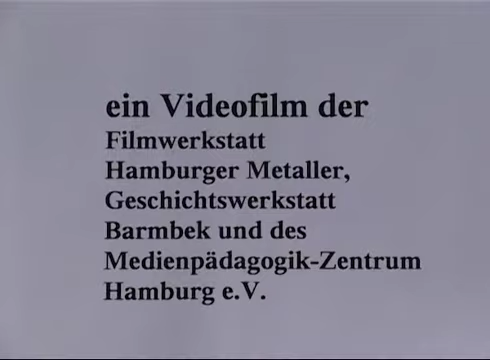 ein Videofilm der
Filmwerkstatt
Hamburger Metaller,
Geschichtswerkstatt
Barmbek und des
Medienpädagogik-Zentrum
Hamburg e.V.